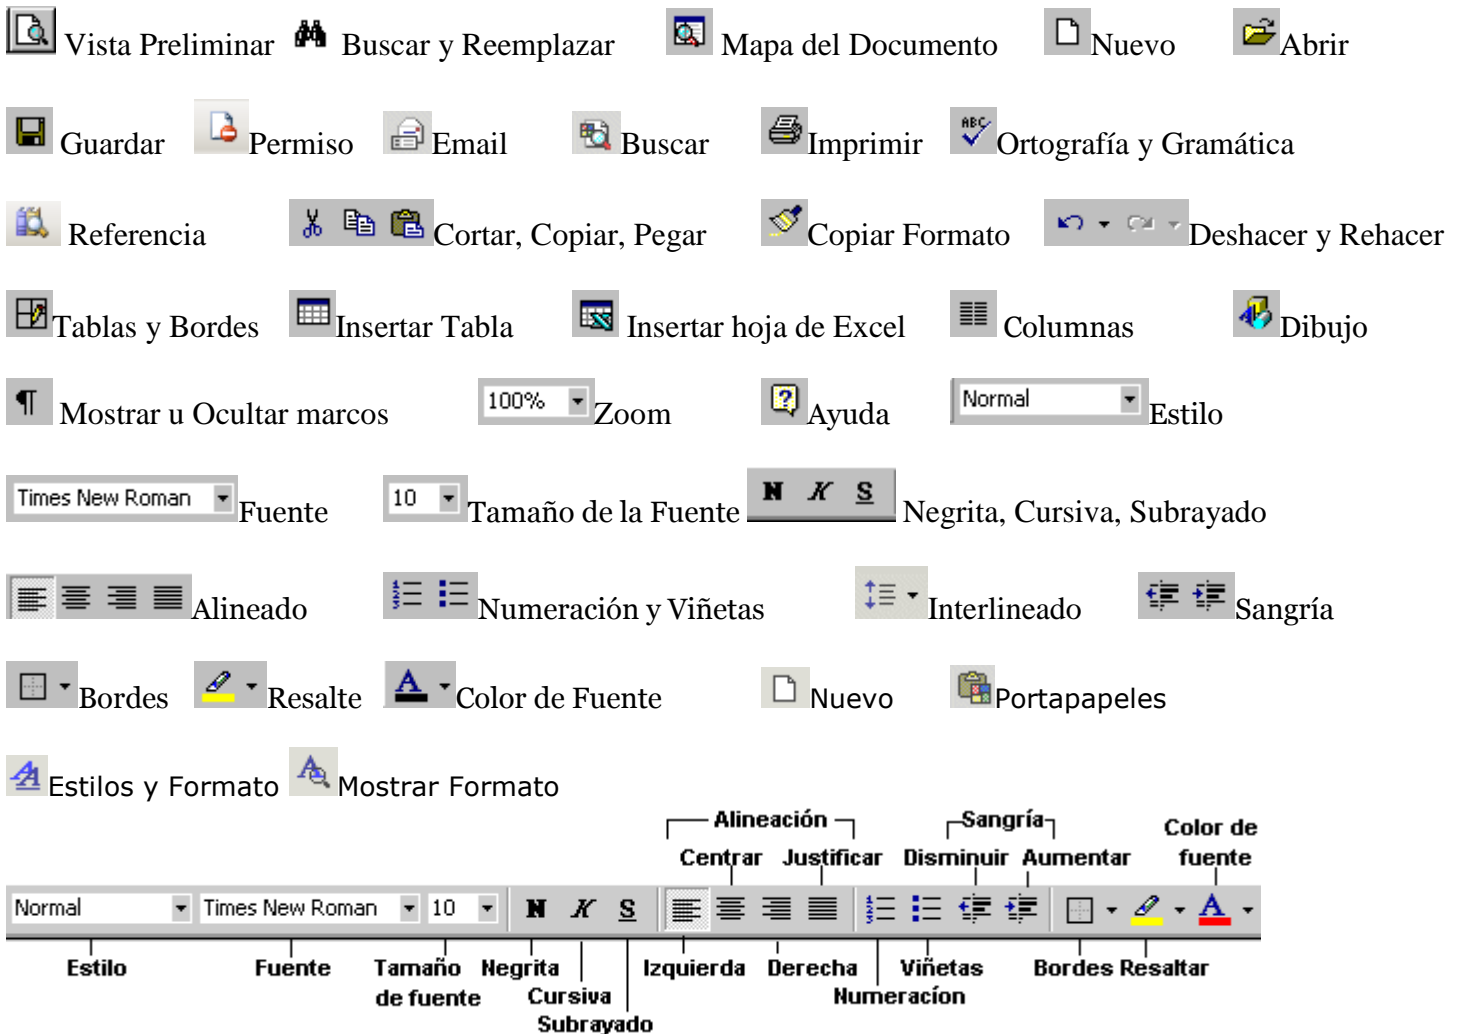 Vista Preliminar Buscar y Reemplazar Mapa del Documento Nuevo Abrir
Guardar Permiso Email Buscar Imprimir ABC Ortografía y Gramática
Referencia Cortar, Copiar, Pegar Copiar Formato Deshacer y Rehacer
Tablas y Bordes Insertar Tabla Insertar hoja de Excel Columnas Dibujo
¶ Mostrar u Ocultar marcos 100% Zoom Ayuda Normal Estilo
Times New Roman Fuente 10 Tamaño de la Fuente N K S Negrita, Cursiva, Subrayado
Alineado Numeración y Viñetas Interlineado Sangría
Bordes Resalte A Color de Fuente Nuevo Portapapeles
Estilos y Formato Mostrar Formato
Alineación Sangría Color de
Centrar Justificar Disminuir Aumentar fuente
Normal Times New Roman 10 N K S A
Estilo Fuente Tamaño Negrita Izquierda Derecha Viñetas Bordes Resaltar
de fuente Cursiva Numeracíon
Subrayado